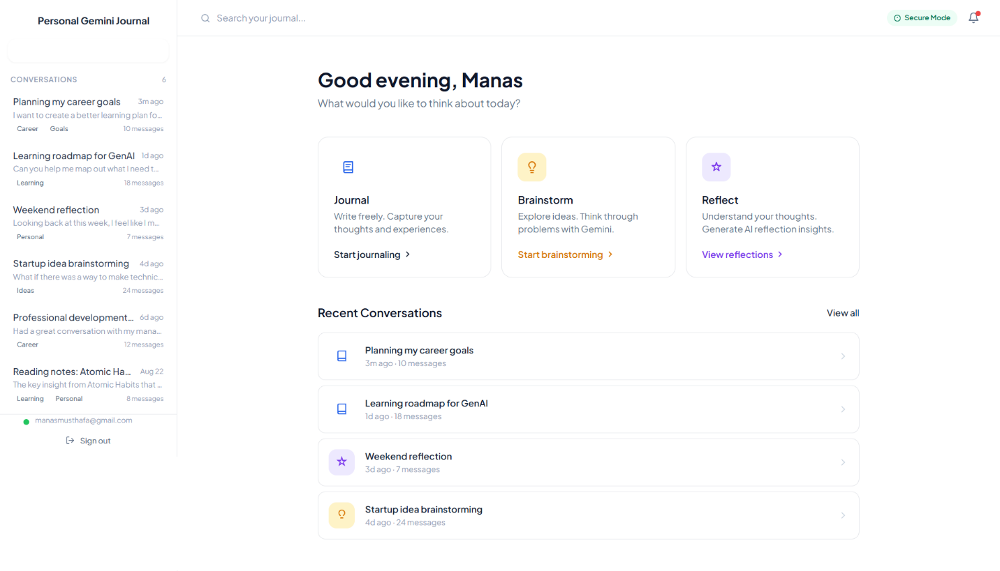 Personal Gemini Journal
Search your journal...
Secure Mode
CONVERSATIONS 6
Planning my career goals 3m ago
I want to create a better learning plan fo...
Career Goals 10 messages
Learning roadmap for GenAI 1d ago
Can you help me map out what I need t...
Learning 18 messages
Weekend reflection 3d ago
Looking back at this week, I feel like I m...
Personal 7 messages
Startup idea brainstorming 4d ago
What if there was a way to make technic...
Ideas 24 messages
Professional development... 6d ago
Had a great conversation with my mana...
Career 12 messages
Reading notes: Atomic Ha... Aug 22
The key insight from Atomic Habits that ...
Learning Personal 8 messages
manasmusthafa@gmail.com
Sign out
Good evening, Manas
What would you like to think about today?
Journal
Write freely. Capture your
thoughts and experiences.
Start journaling
Brainstorm
Explore ideas. Think through
problems with Gemini.
Start brainstorming
Reflect
Understand your thoughts.
Generate AI reflection insights.
View reflections
Recent Conversations View all
Planning my career goals
3m ago · 10 messages
Learning roadmap for GenAI
1d ago · 18 messages
Weekend reflection
3d ago · 7 messages
Startup idea brainstorming
4d ago · 24 messages